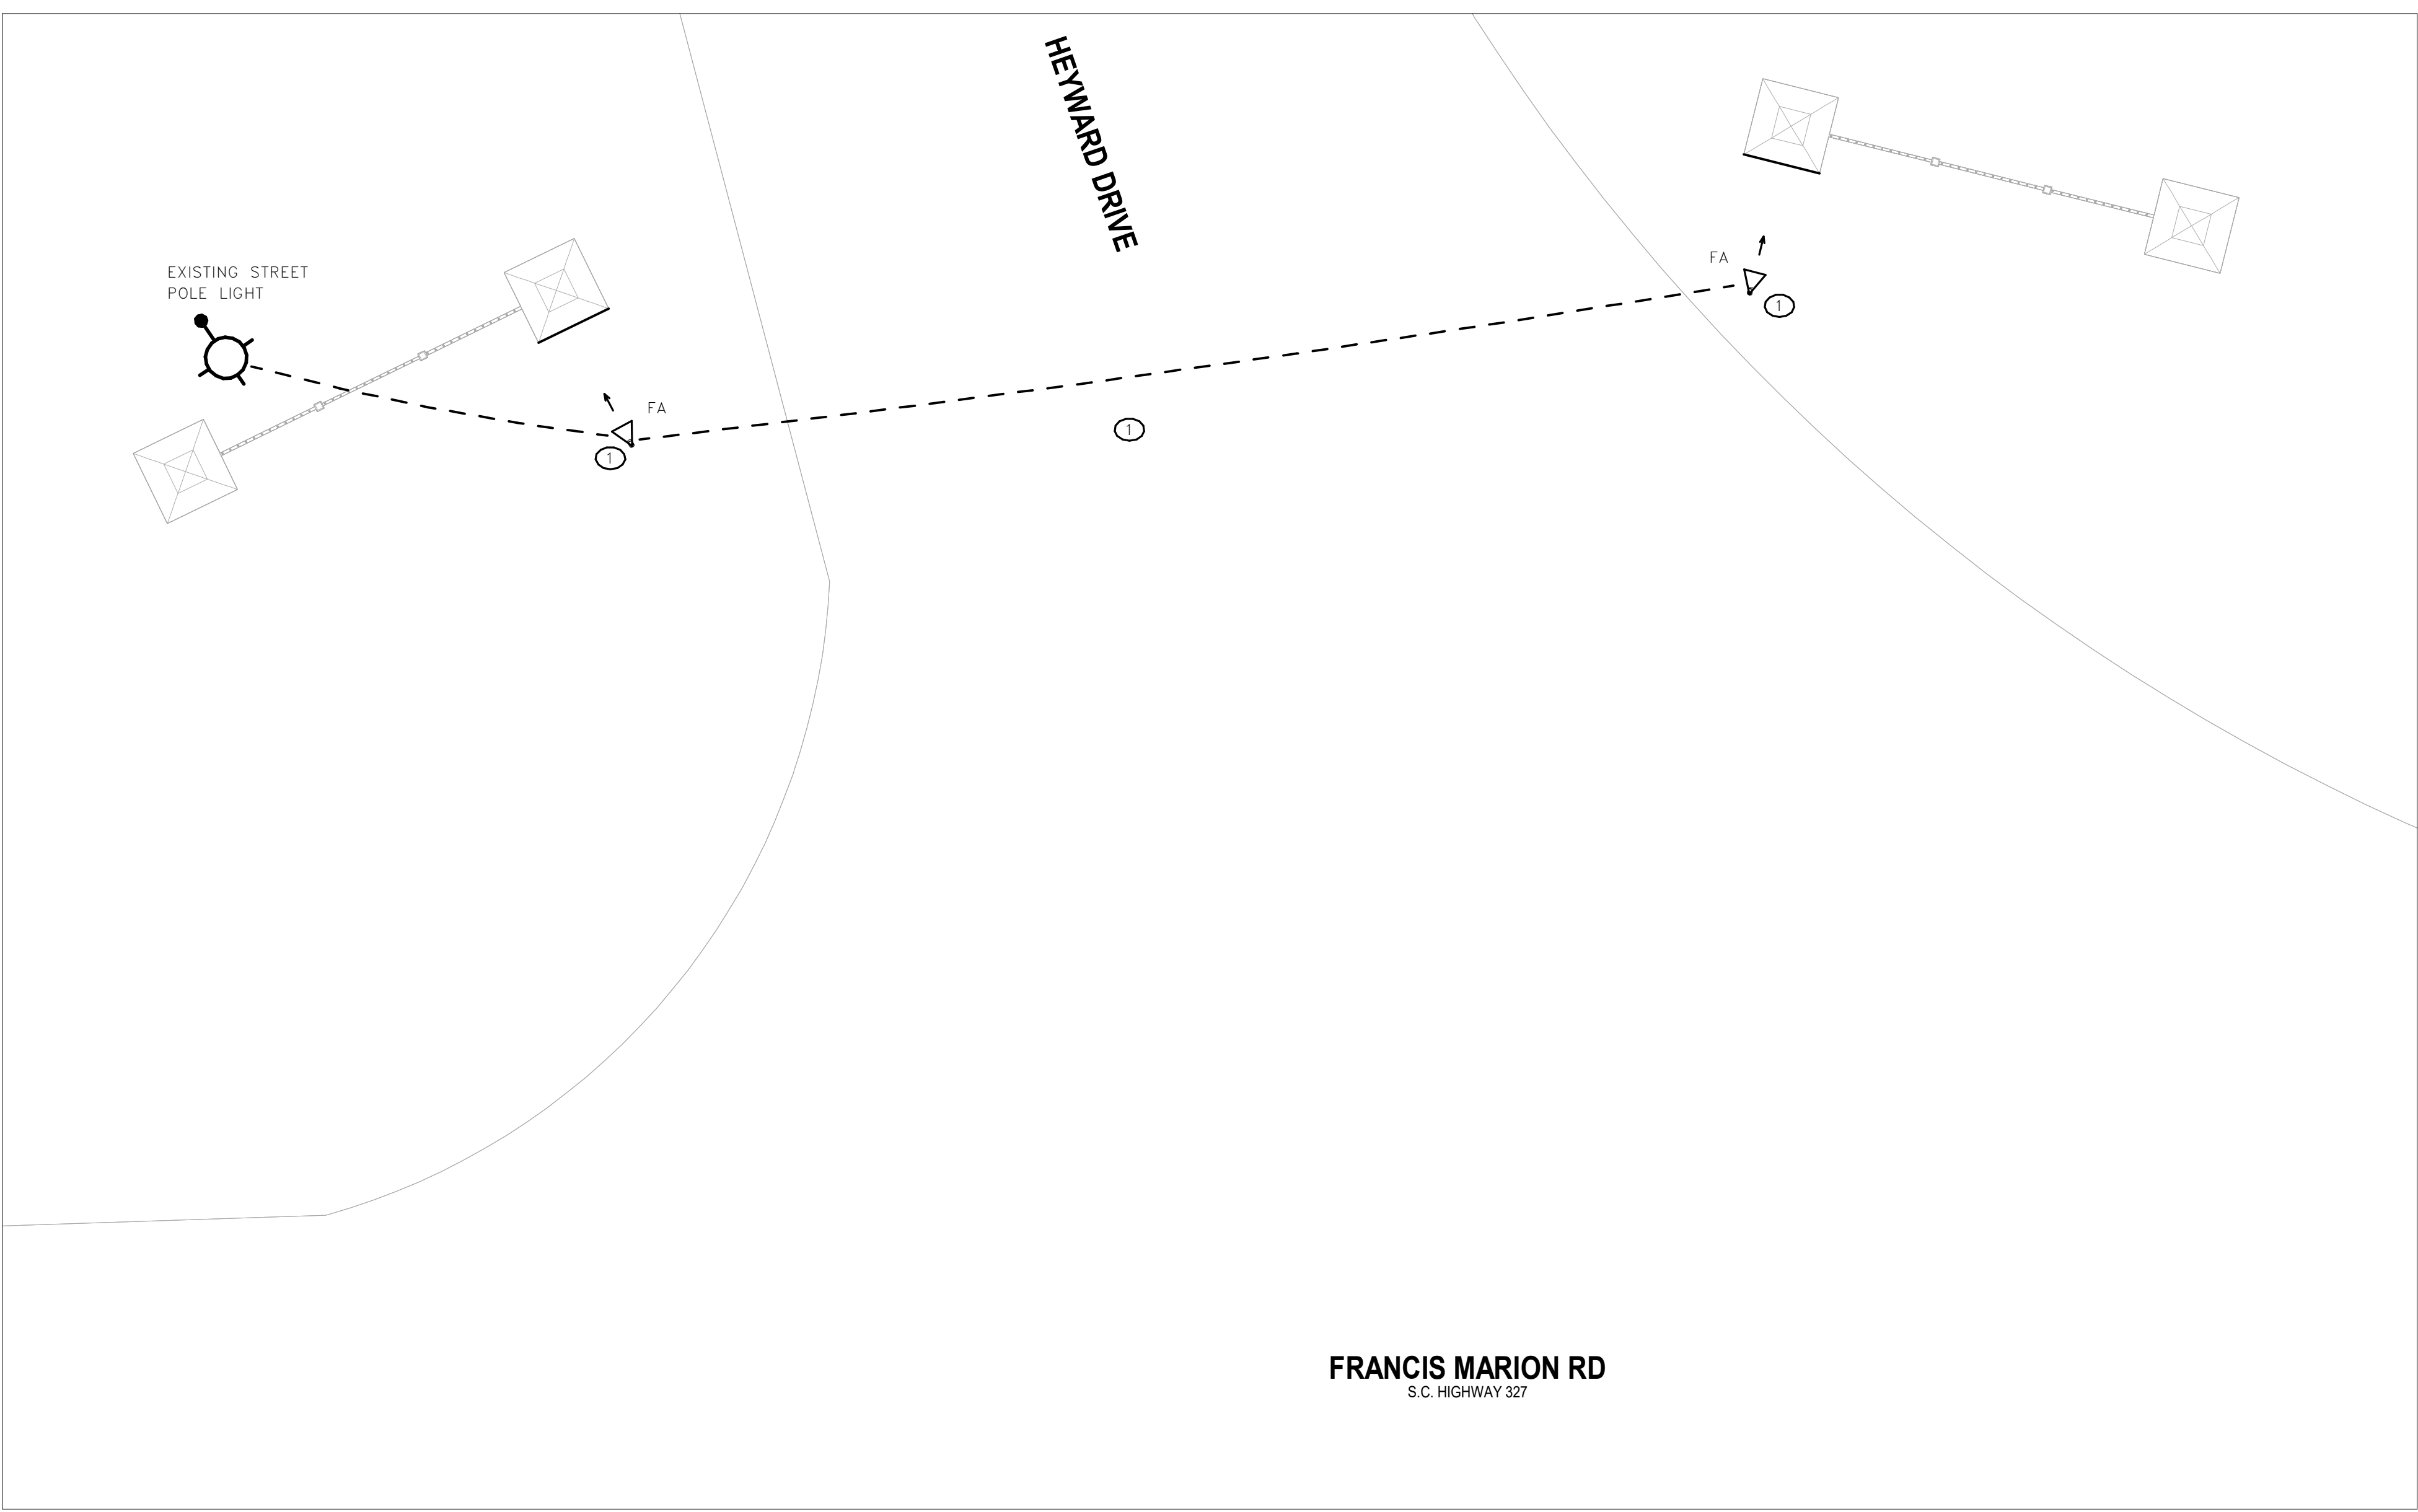 HEYWARD DRIVE
EXISTING STREET
POLE LIGHT
FA
1
FA
1
1
FRANCIS MARION RD
S.C. HIGHWAY 327